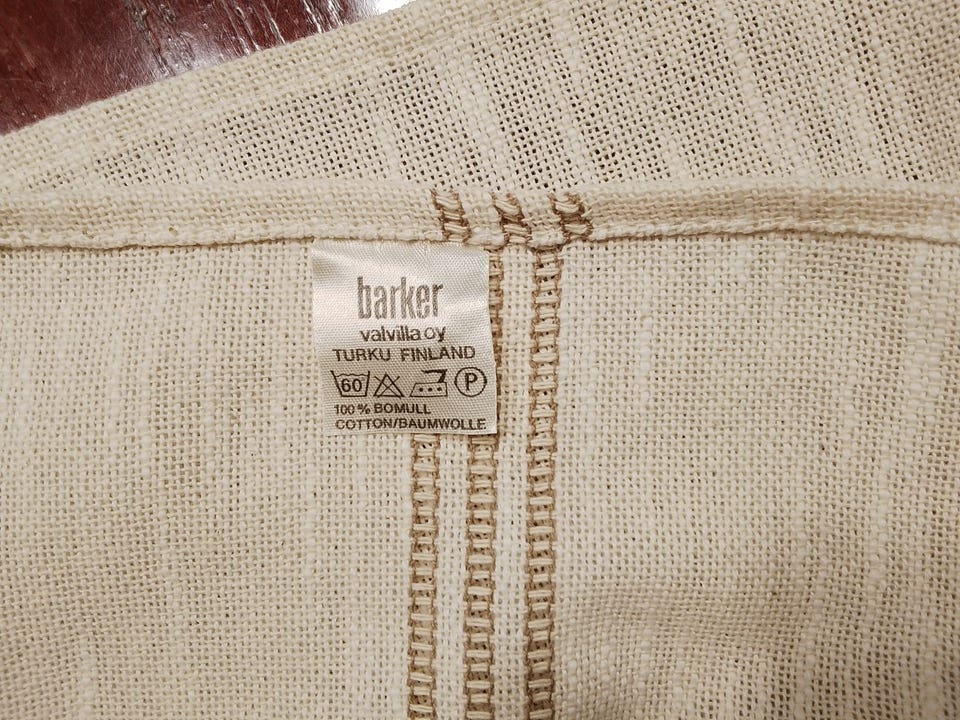 barker
valvilla oy
TURKU FINLAND
60 P
100% BOMULL
COTTON/BAUMWOLLE